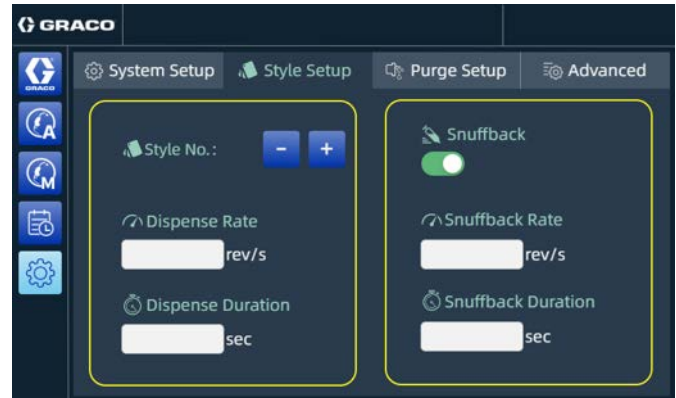 GRACO
GRACO
System Setup
Style Setup
Purge Setup
Advanced
A
M
Style No.:
-
+
Dispense Rate
rev/s
Dispense Duration
sec
Snuffback
Snuffback Rate
rev/s
Snuffback Duration
sec